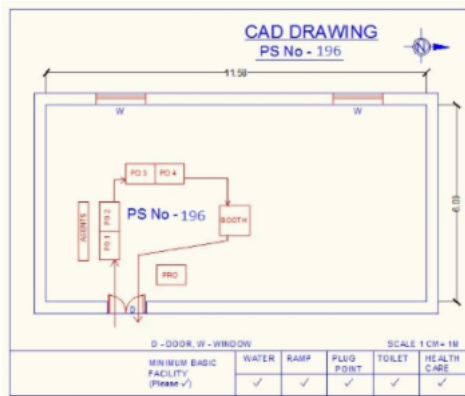 CAD DRAWING
PS No - 196
N
11.58
W
W
PO 3 PO 4
AGENTS
PO 1 PO 2
PS No - 196
BOOTH
6.09
PRO
D
D - DOOR, W - WINDOW
SCALE 1 CM = 1M
MINIMUM BASIC FACILITY (Please ✓)
WATER
RAMP
PLUG POINT
TOILET
HEALTH CARE
✓ ✓ ✓ ✓ ✓